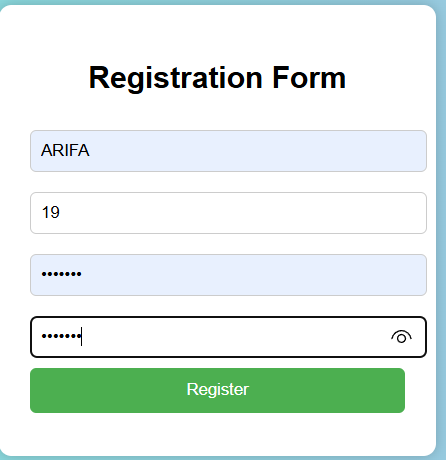 Registration Form
ARIFA
19
•••••••
•••••••
Register